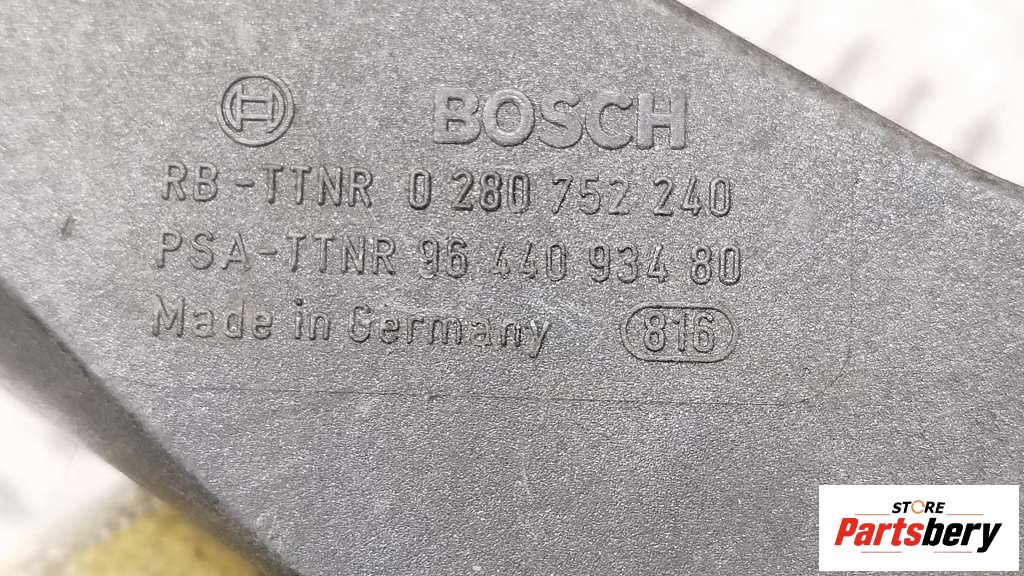 BOSCH
RB-TTNR 0 280 752 240
PSA-TTNR 96 440 934 80
Made in Germany 816
STORE
Partsbery